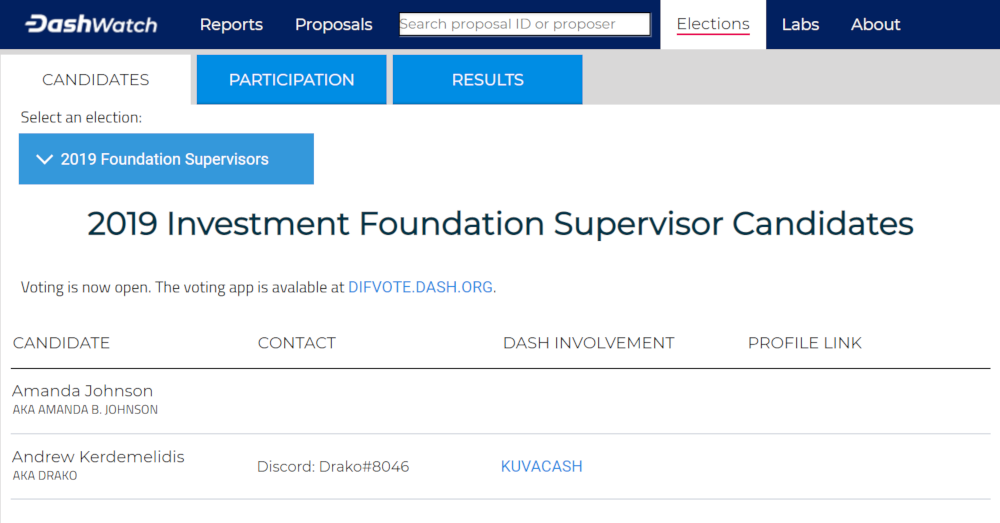 DashWatch Reports Proposals Search proposal ID or proposer Elections Labs About
CANDIDATES PARTICIPATION RESULTS
Select an election:
2019 Foundation Supervisors
2019 Investment Foundation Supervisor Candidates
Voting is now open. The voting app is avalable at DIFVOTE.DASH.ORG.
CANDIDATE CONTACT DASH INVOLVEMENT PROFILE LINK
Amanda Johnson
AKA AMANDA B. JOHNSON
Andrew Kerdemelidis
AKA DRAKO
Discord: Drako#8046 KUVACASH